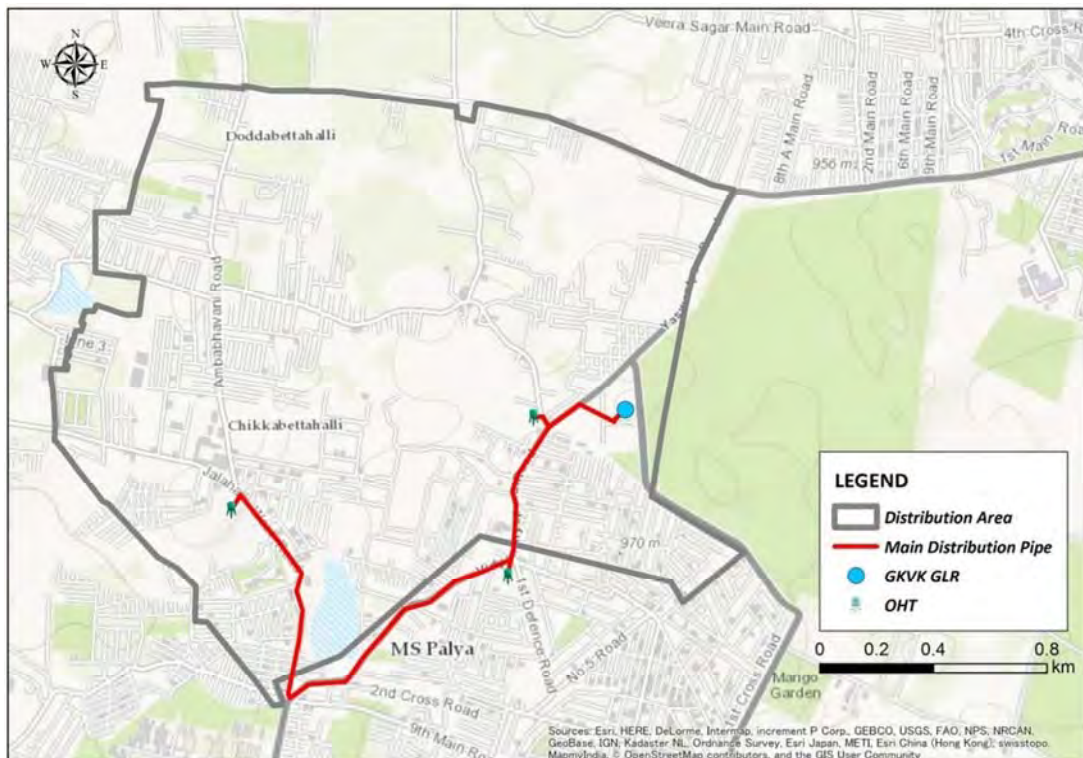 N
W E
S
Veera Sagar Main Road
4th Cross R
8th A Main Road
2nd Main Road
6th Main Road
9th Main Road
1st Main
956 m
Doddabettahalli
Ambabhavani Road
Chikkabettahalli
970 m
1st Defence Road
No.5 Road
MS Palya
2nd Cross Road
9th Main
1st Cross Road
Mango
Garden
LEGEND
Distribution Area
Main Distribution Pipe
GKVK GLR
OHT
0 0.2 0.4 0.8
km
Sources: Esri, HERE, DeLorme, Intermap, increment P Corp., GEBCO, USGS, FAO, NPS, NRCAN,
GeoBase, IGN, Kadaster NL, Ordnance Survey, Esri Japan, METI, Esri China (Hong Kong), swisstopo,
MapmyIndia, © OpenStreetMap contributors, and the GIS User Community